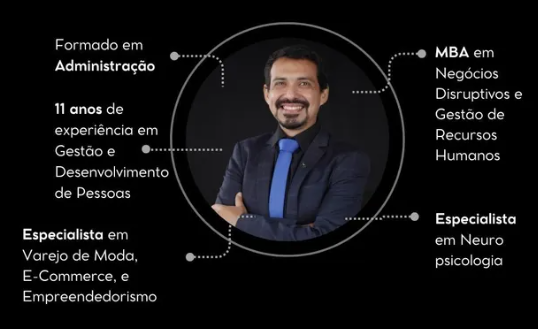 Formado em
Administração
11 anos de
experiência em
Gestão e
Desenvolvimento
de Pessoas
Especialista em
Varejo de Moda,
E-Commerce, e
Empreendedorismo
MBA em
Negócios
Disruptivos e
Gestão de
Recursos
Humanos
Especialista
em Neuro
psicologia